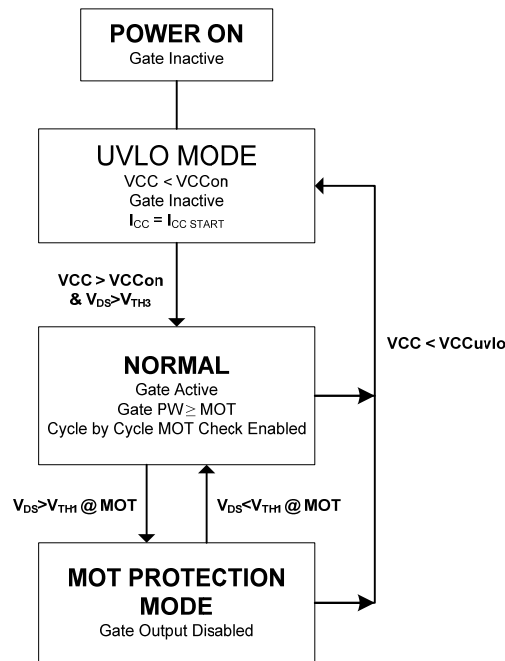 POWER ON
Gate Inactive
UVLO MODE
VCC < VCCon
Gate Inactive
ICC = ICC START
VCC > VCCon
& VDS>VTH3
VCC < VCCuvlo
NORMAL
Gate Active
Gate PW ≥ MOT
Cycle by Cycle MOT Check Enabled
VDS>VTH1 @ MOT
VDS<VTH1 @ MOT
MOT PROTECTION
MODE
Gate Output Disabled